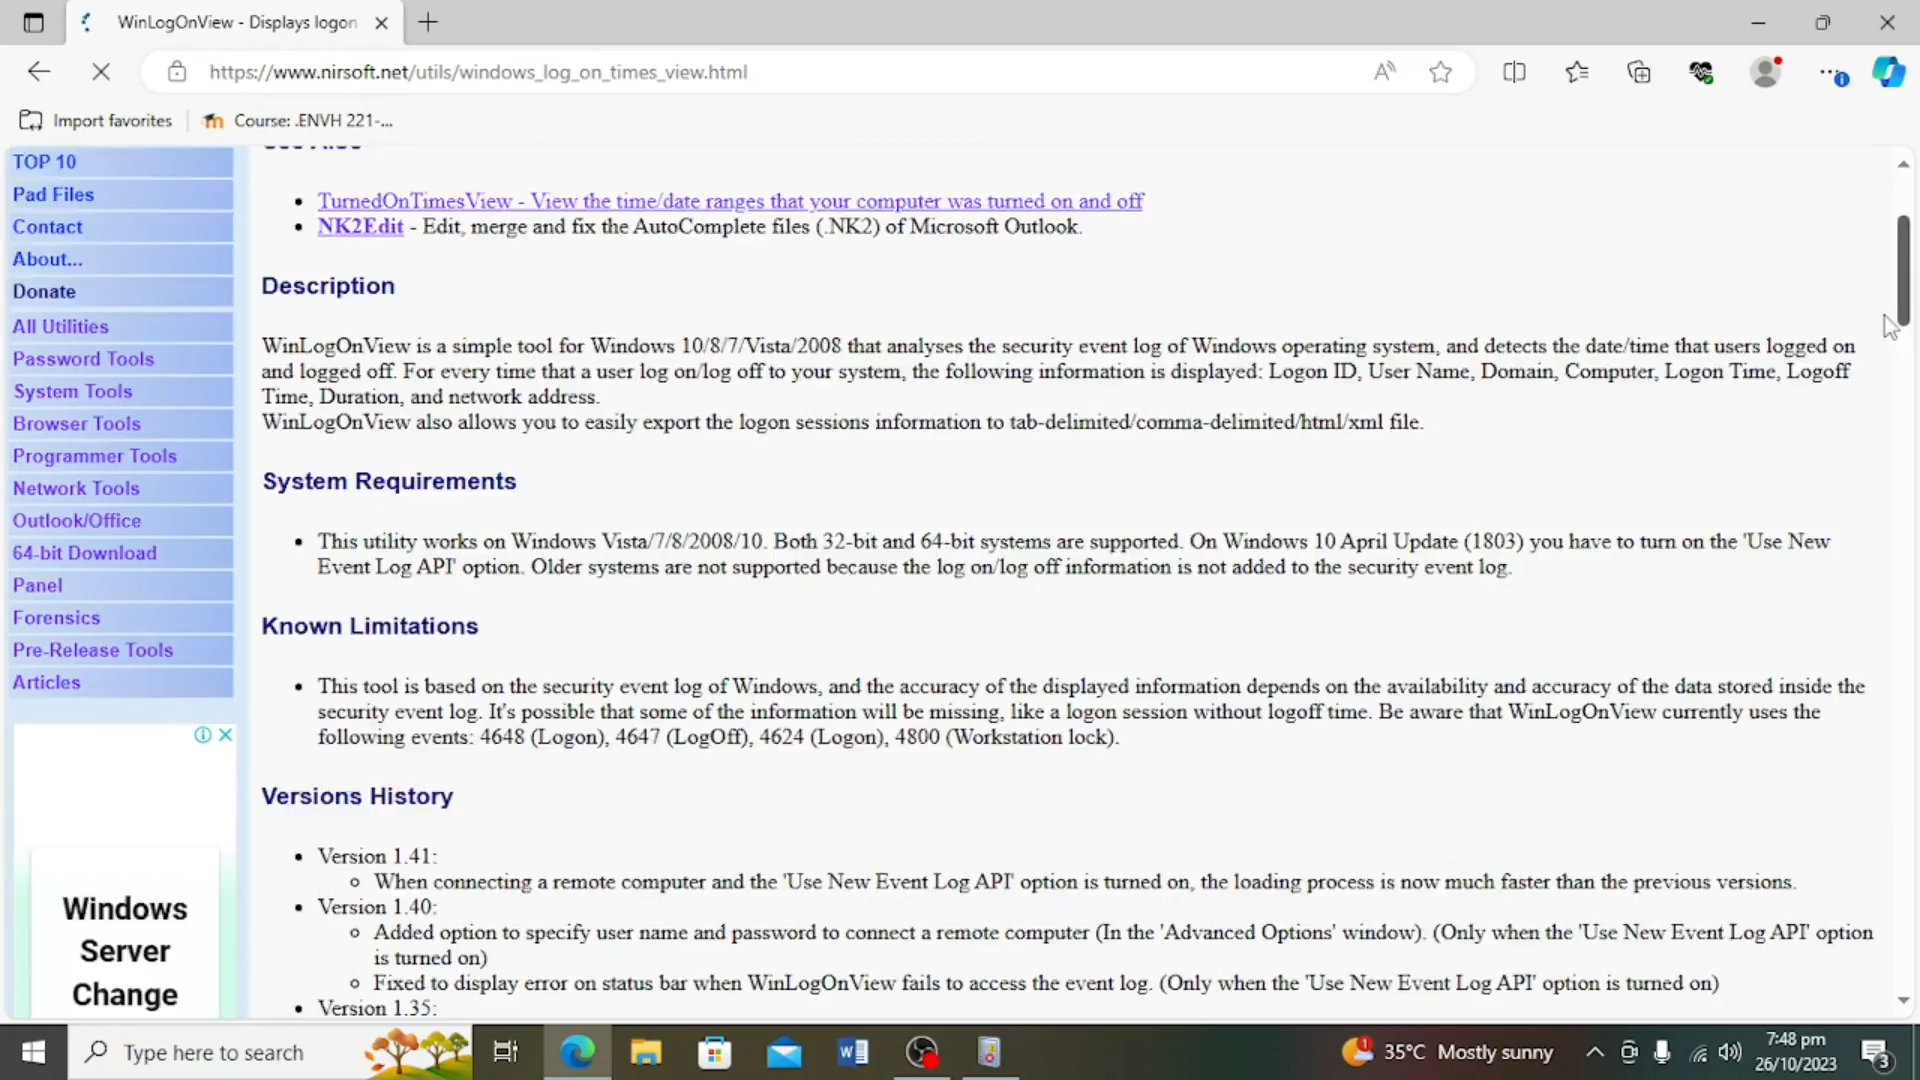 WinLogOnView - Displays logon
https://www.nirsoft.net/utils/windows_log_on_times_view.html
Import favorites
Course: .ENVH 221-...
TOP 10
Pad Files
Contact
About...
Donate
All Utilities
Password Tools
System Tools
Browser Tools
Programmer Tools
Network Tools
Outlook/Office
64-bit Download
Panel
Forensics
Pre-Release Tools
Articles
Windows
Server
Change
TurnedOnTimesView - View the time/date ranges that your computer was turned on and off
NK2Edit - Edit, merge and fix the AutoComplete files (.NK2) of Microsoft Outlook.
Description
WinLogOnView is a simple tool for Windows 10/8/7/Vista/2008 that analyses the security event log of Windows operating system, and detects the date/time that users logged on
and logged off. For every time that a user log on/log off to your system, the following information is displayed: Logon ID, User Name, Domain, Computer, Logon Time, Logoff
Time, Duration, and network address.
WinLogOnView also allows you to easily export the logon sessions information to tab-delimited/comma-delimited/html/xml file.
System Requirements
This utility works on Windows Vista/7/8/2008/10. Both 32-bit and 64-bit systems are supported. On Windows 10 April Update (1803) you have to turn on the 'Use New
Event Log API' option. Older systems are not supported because the log on/log off information is not added to the security event log.
Known Limitations
This tool is based on the security event log of Windows, and the accuracy of the displayed information depends on the availability and accuracy of the data stored inside the
security event log. It's possible that some of the information will be missing, like a logon session without logoff time. Be aware that WinLogOnView currently uses the
following events: 4648 (Logon), 4647 (LogOff), 4624 (Logon), 4800 (Workstation lock).
Versions History
Version 1.41:
When connecting a remote computer and the 'Use New Event Log API' option is turned on, the loading process is now much faster than the previous versions.
Version 1.40:
Added option to specify user name and password to connect a remote computer (In the 'Advanced Options' window). (Only when the 'Use New Event Log API' option
is turned on)
Fixed to display error on status bar when WinLogOnView fails to access the event log. (Only when the 'Use New Event Log API' option is turned on)
Version 1.35:
Type here to search
1
35°C Mostly sunny
7:48 pm
26/10/2023
3